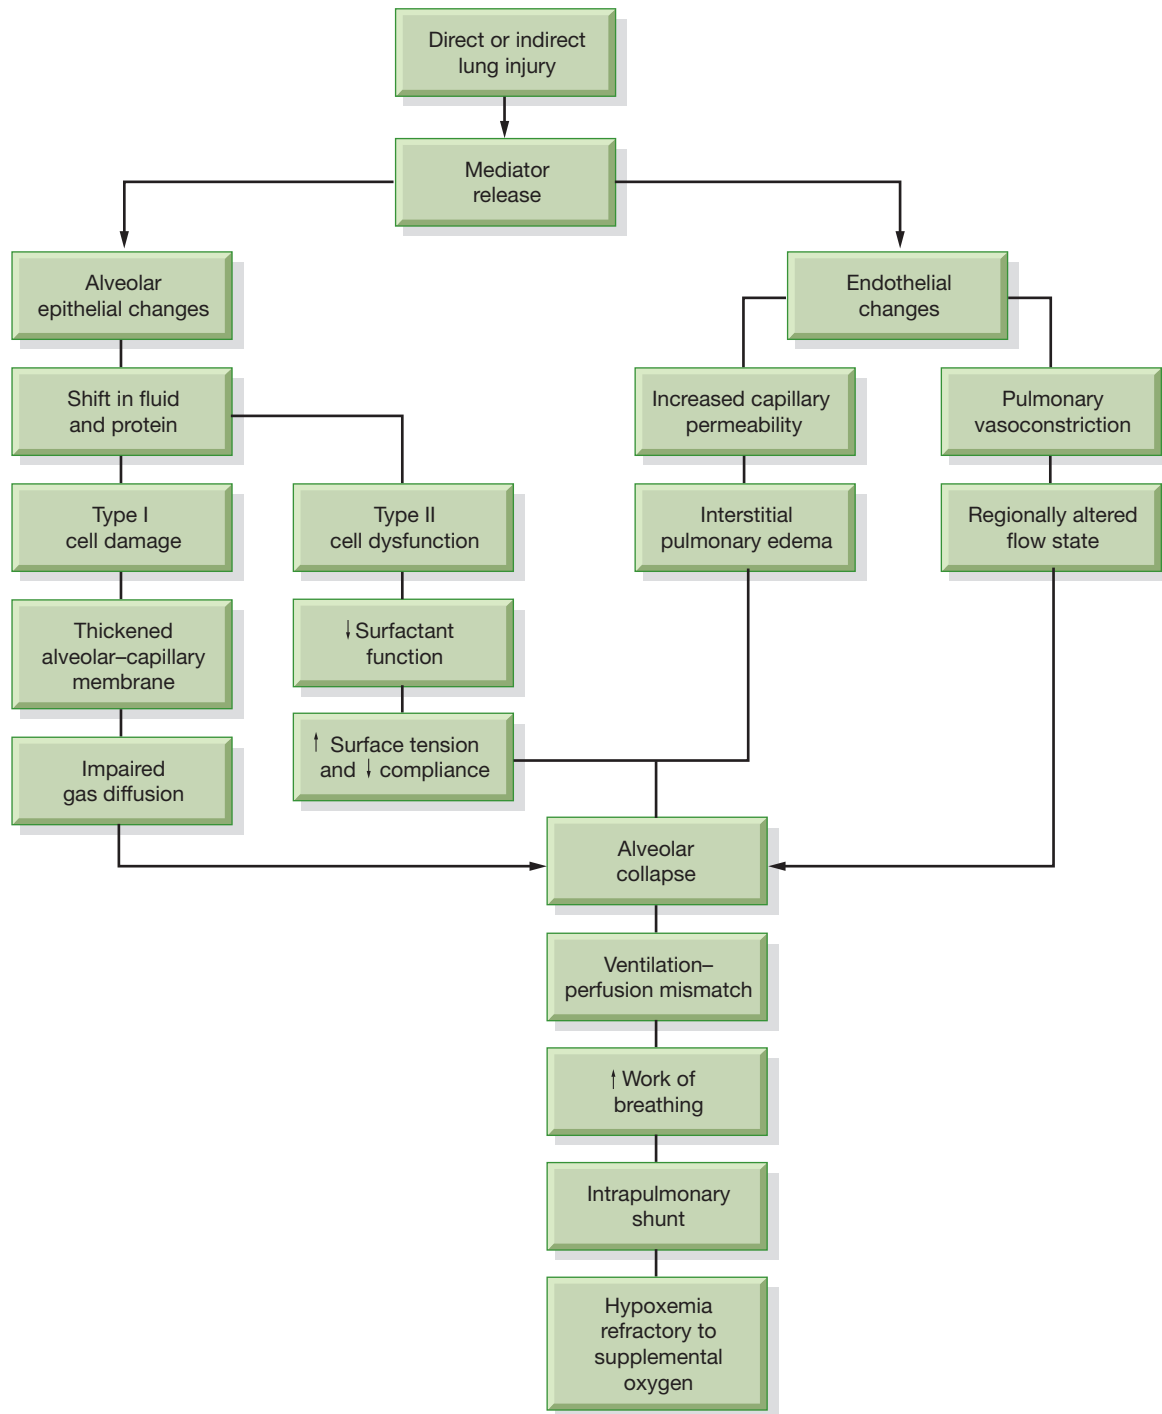 Direct or indirect
lung injury
Mediator
release
Alveolar
epithelial changes
Endothelial
changes
Shift in fluid
and protein
Increased capillary
permeability
Pulmonary
vasoconstriction
Type I
cell damage
Type II
cell dysfunction
Interstitial
pulmonary edema
Regionally altered
flow state
Thickened
alveolar–capillary
membrane
↓ Surfactant
function
Impaired
gas diffusion
↑ Surface tension
and ↓ compliance
Alveolar
collapse
Ventilation–
perfusion mismatch
↑ Work of
breathing
Intrapulmonary
shunt
Hypoxemia
refractory to
supplemental
oxygen